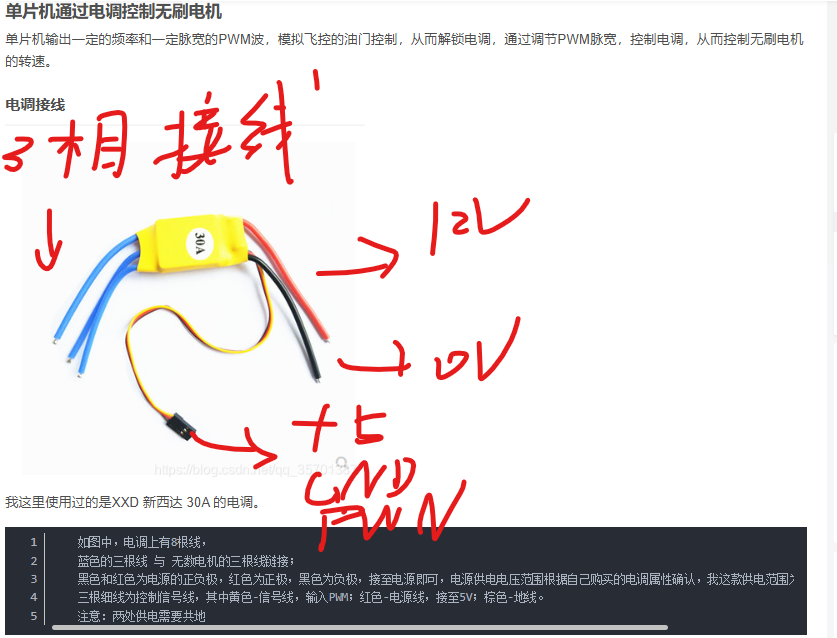 单片机通过电调控制无刷电机
单片机输出一定的频率和一定脉宽的PWM波，模拟飞控的油门控制，从而解锁电调，通过调节PWM脉宽，控制电调，从而控制无刷电机
的转速。
电调接线
3相 接线
30A
12V
0V
+5
GND
https://blog.csdn.net/qq_3570138
我这里使用过的是XXD 新西达 30A 的电调。
1 如图中，电调上有8根线，
2 蓝色的三根线 与 无数电机的三根线链接；
3 黑色和红色为电源的正负极，红色为正极，黑色为负极，接至电源即可，电源供电电压范围根据自己购买的电调属性确认，我这款供电范围为
4 三根细线为控制信号线，其中黄色-信号线，输入PWM；红色-电源线，接至5V；棕色-地线。
5 注意：两处供电需要共地